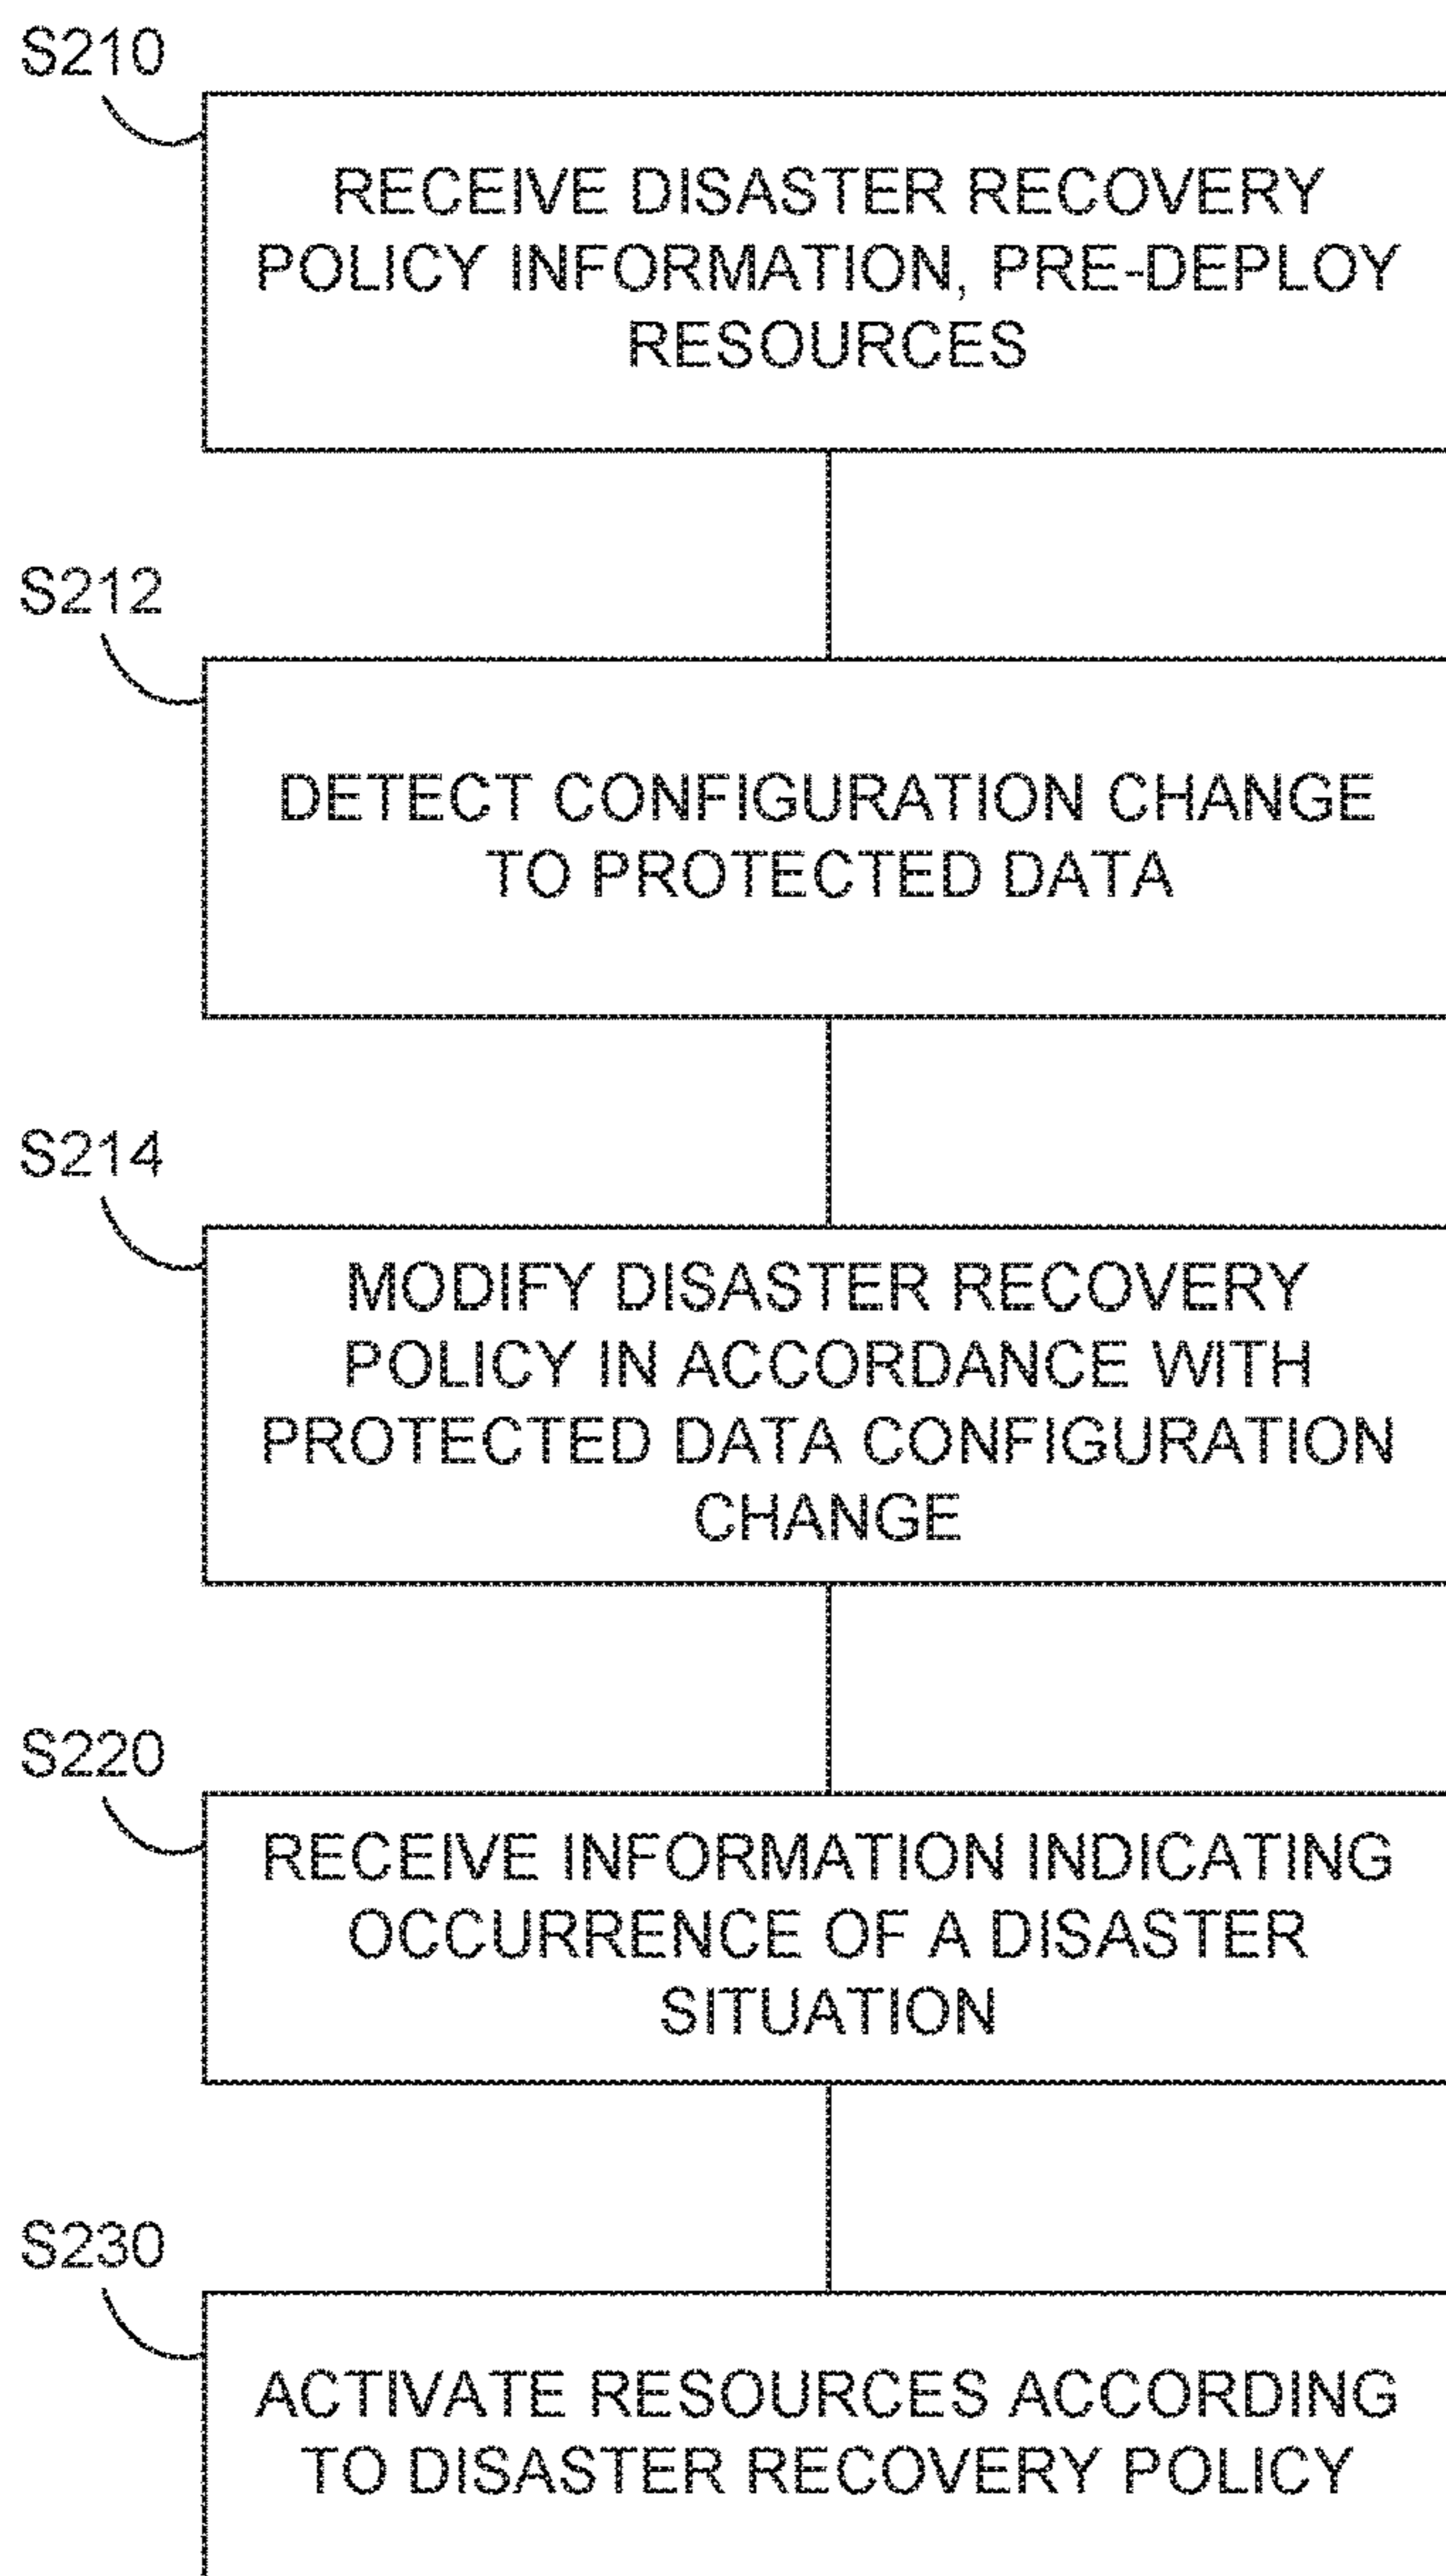 S210
RECEIVE DISASTER RECOVERY
POLICY INFORMATION, PRE-DEPLOY
RESOURCES
S212
DETECT CONFIGURATION CHANGE
TO PROTECTED DATA
S214
MODIFY DISASTER RECOVERY
POLICY IN ACCORDANCE WITH
PROTECTED DATA CONFIGURATION
CHANGE
S220
RECEIVE INFORMATION INDICATING
OCCURRENCE OF A DISASTER
SITUATION
S230
ACTIVATE RESOURCES ACCORDING
TO DISASTER RECOVERY POLICY